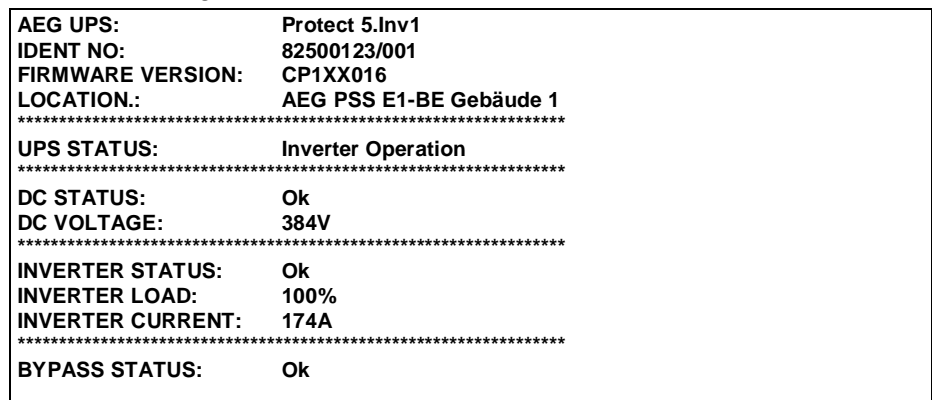 AEG UPS: Protect 5.Inv1
IDENT NO: 82500123/001
FIRMWARE VERSION: CP1XX016
LOCATION.: AEG PSS E1-BE Gebäude 1
******************************************************************
UPS STATUS: Inverter Operation
******************************************************************
DC STATUS: Ok
DC VOLTAGE: 384V
******************************************************************
INVERTER STATUS: Ok
INVERTER LOAD: 100%
INVERTER CURRENT: 174A
******************************************************************
BYPASS STATUS: Ok